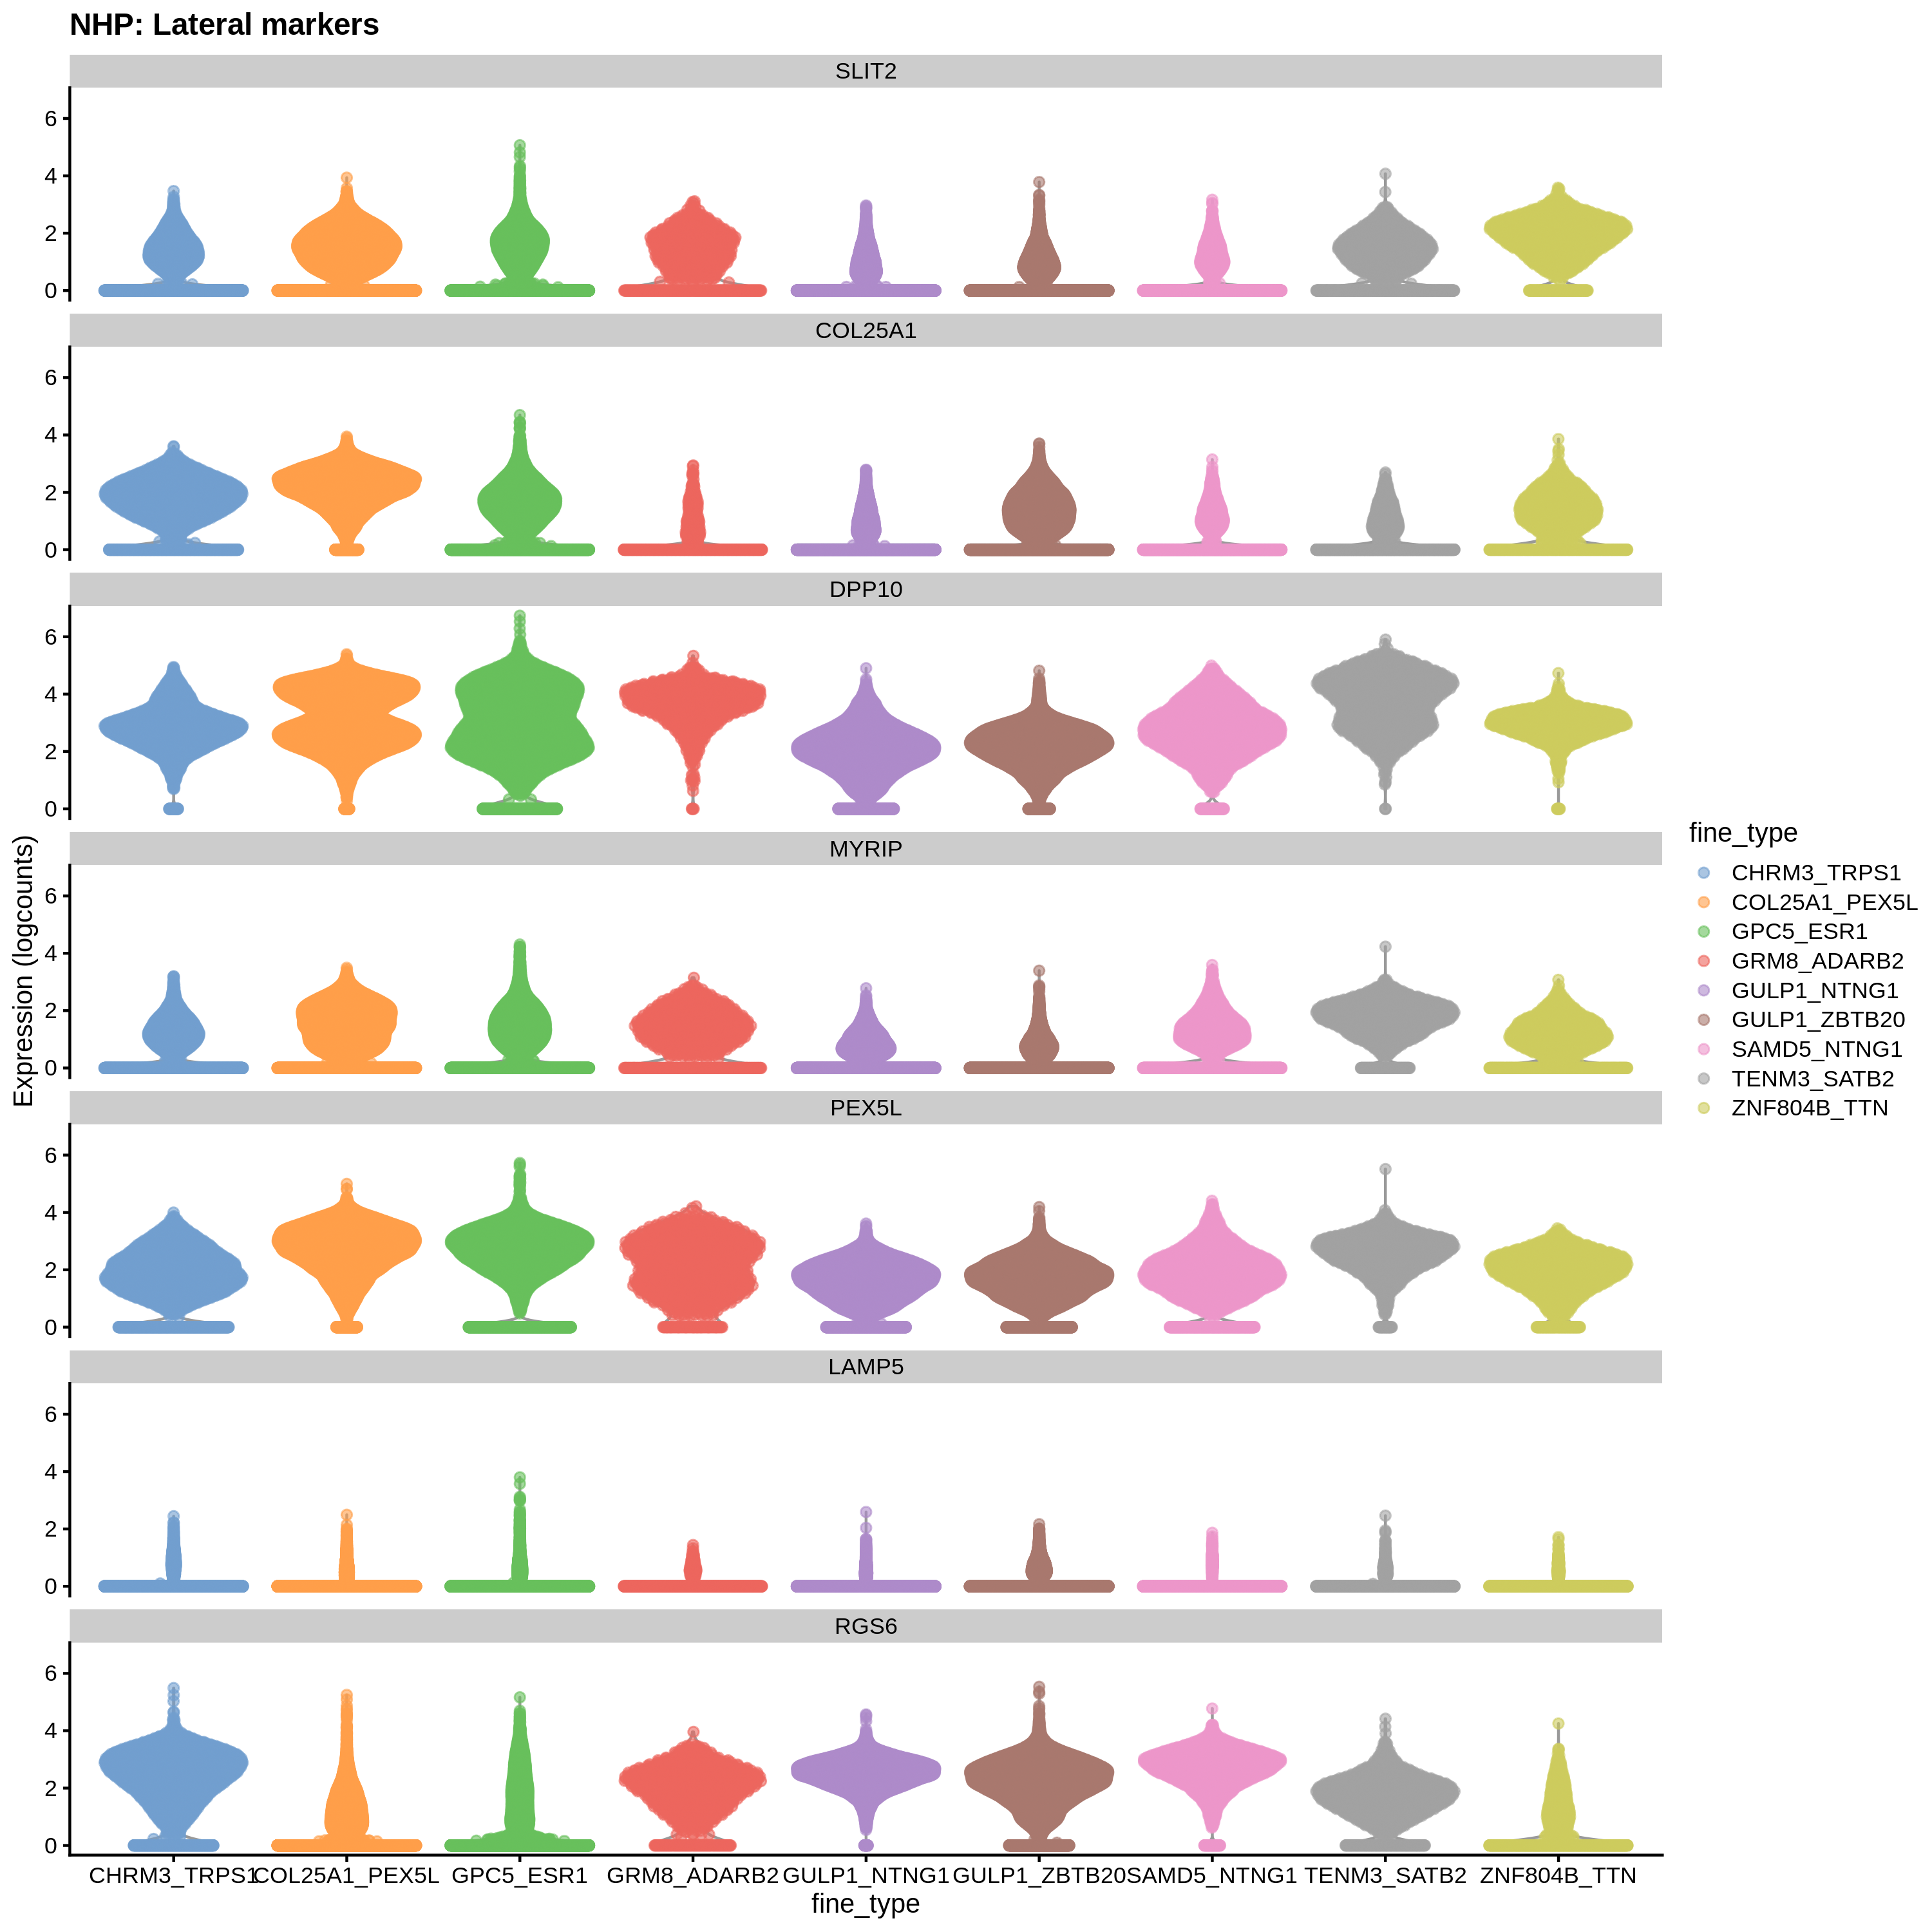 NHP: Lateral markers
SLIT2
6
4
2
0
COL25A1
6
4
2
0
DPP10
6
4
2
0
MYRIP
6
4
2
0
PEX5L
6
4
2
0
LAMP5
6
4
2
0
RGS6
6
4
2
0
CHRM3_TRPS1 COL25A1_PEX5L GPC5_ESR1 GRM8_ADARB2 GULP1_NTNG1 GULP1_ZBTB20 SAMD5_NTNG1 TENM3_SATB2 ZNF804B_TTN
fine_type
Expression (logcounts)
fine_type
CHRM3_TRPS1
COL25A1_PEX5L
GPC5_ESR1
GRM8_ADARB2
GULP1_NTNG1
GULP1_ZBTB20
SAMD5_NTNG1
TENM3_SATB2
ZNF804B_TTN